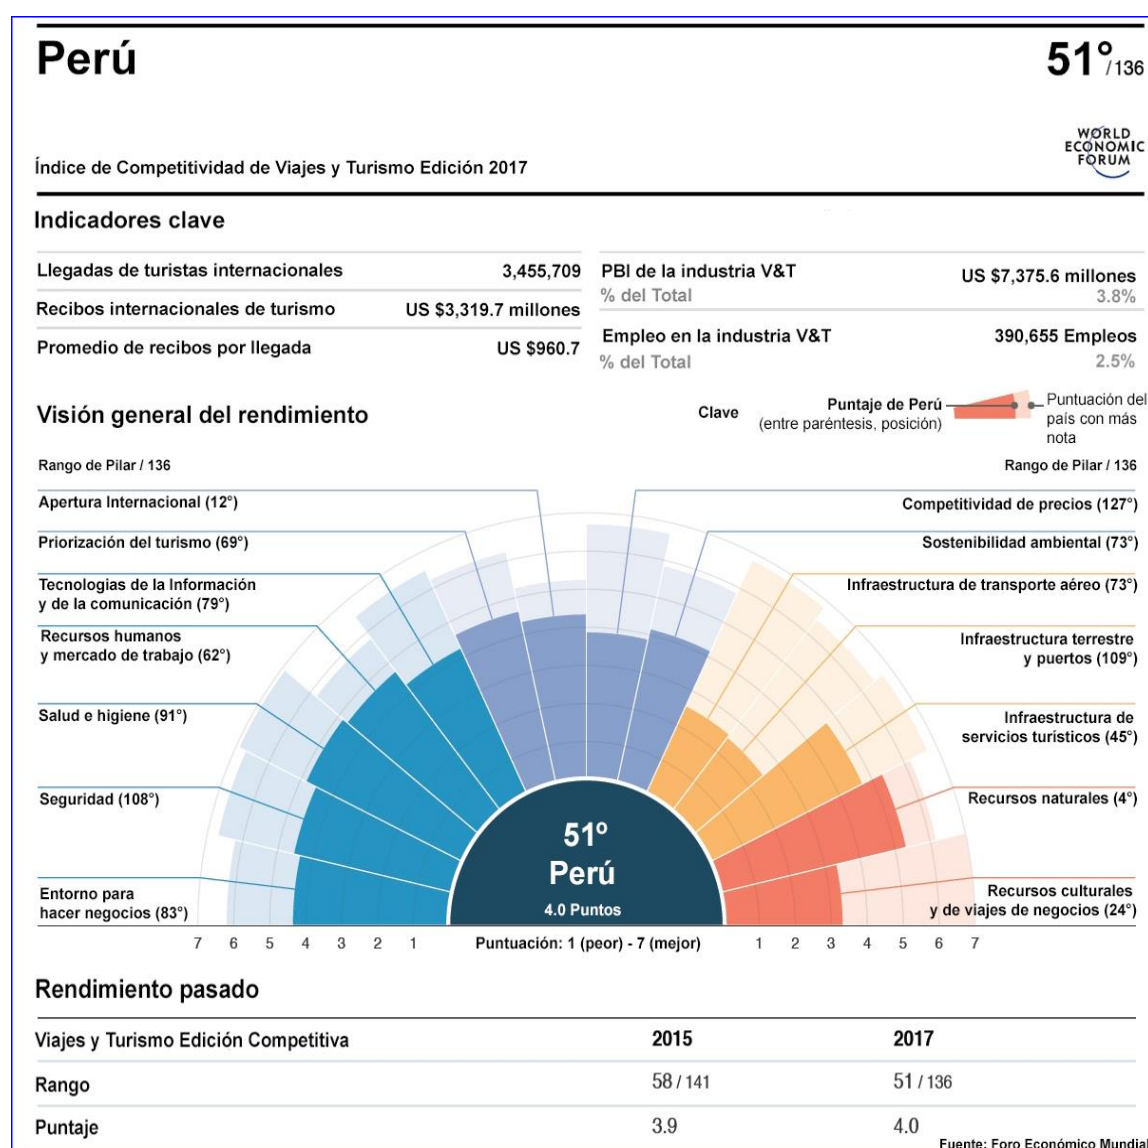 Perú
51°/136
WORLD
ECONOMIC
FORUM
Índice de Competitividad de Viajes y Turismo Edición 2017
Indicadores clave
Llegadas de turistas internacionales 3,455,709
Recibos internacionales de turismo US $3,319.7 millones
Promedio de recibos por llegada US $960.7
PBI de la industria V&T US $7,375.6 millones
% del Total 3.8%
Empleo en la industria V&T 390,655 Empleos
% del Total 2.5%
Visión general del rendimiento
Clave
Puntaje de Perú
(entre paréntesis, posición)
Puntuación del
país con más
nota
Rango de Pilar / 136
Rango de Pilar / 136
Apertura Internacional (12°)
Priorización del turismo (69°)
Tecnologias de la Información
y de la comunicación (79°)
Recursos humanos
y mercado de trabajo (62°)
Salud e higiene (91°)
Seguridad (108°)
Entorno para
hacer negocios (83°)
Competitividad de precios (127°)
Sostenibilidad ambiental (73°)
Infraestructura de transporte aéreo (73°)
Infraestructura terrestre
y puertos (109°)
Infraestructura de
servicios turísticos (45°)
Recursos naturales (4°)
Recursos culturales
y de viajes de negocios (24°)
51º
Perú
4.0 Puntos
7 6 5 4 3 2 1 Puntuación: 1 (peor) - 7 (mejor) 1 2 3 4 5 6 7
Rendimiento pasado
Viajes y Turismo Edición Competitiva 2015 2017
Rango 58 / 141 51 / 136
Puntaje 3.9 4.0
Fuente: Foro Económico Mundial